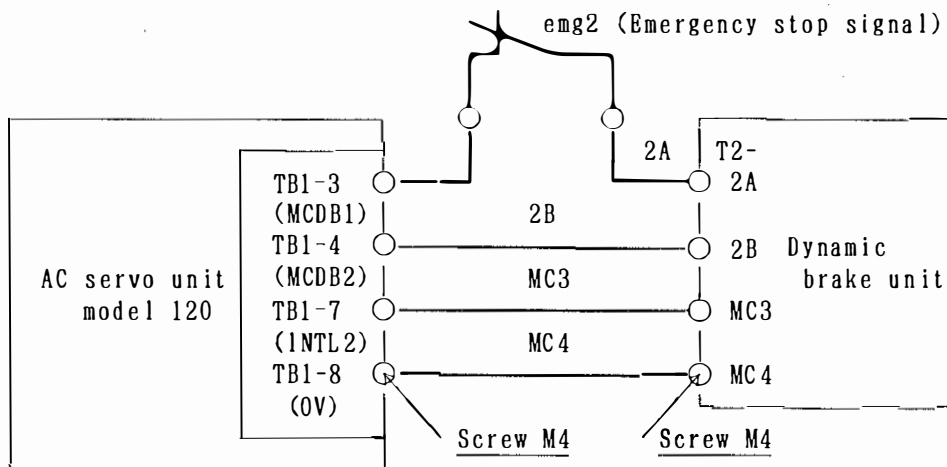 emg2 (Emergency stop signal)
2A T2-
TB1-3 2A
(MCDB1) 2B
TB1-4 2B Dynamic
AC servo unit (MCDB2) MC3 brake unit
model 120 TB1-7 MC3
(1NTL2) MC4
TB1-8 MC4
(0V)
Screw M4 Screw M4